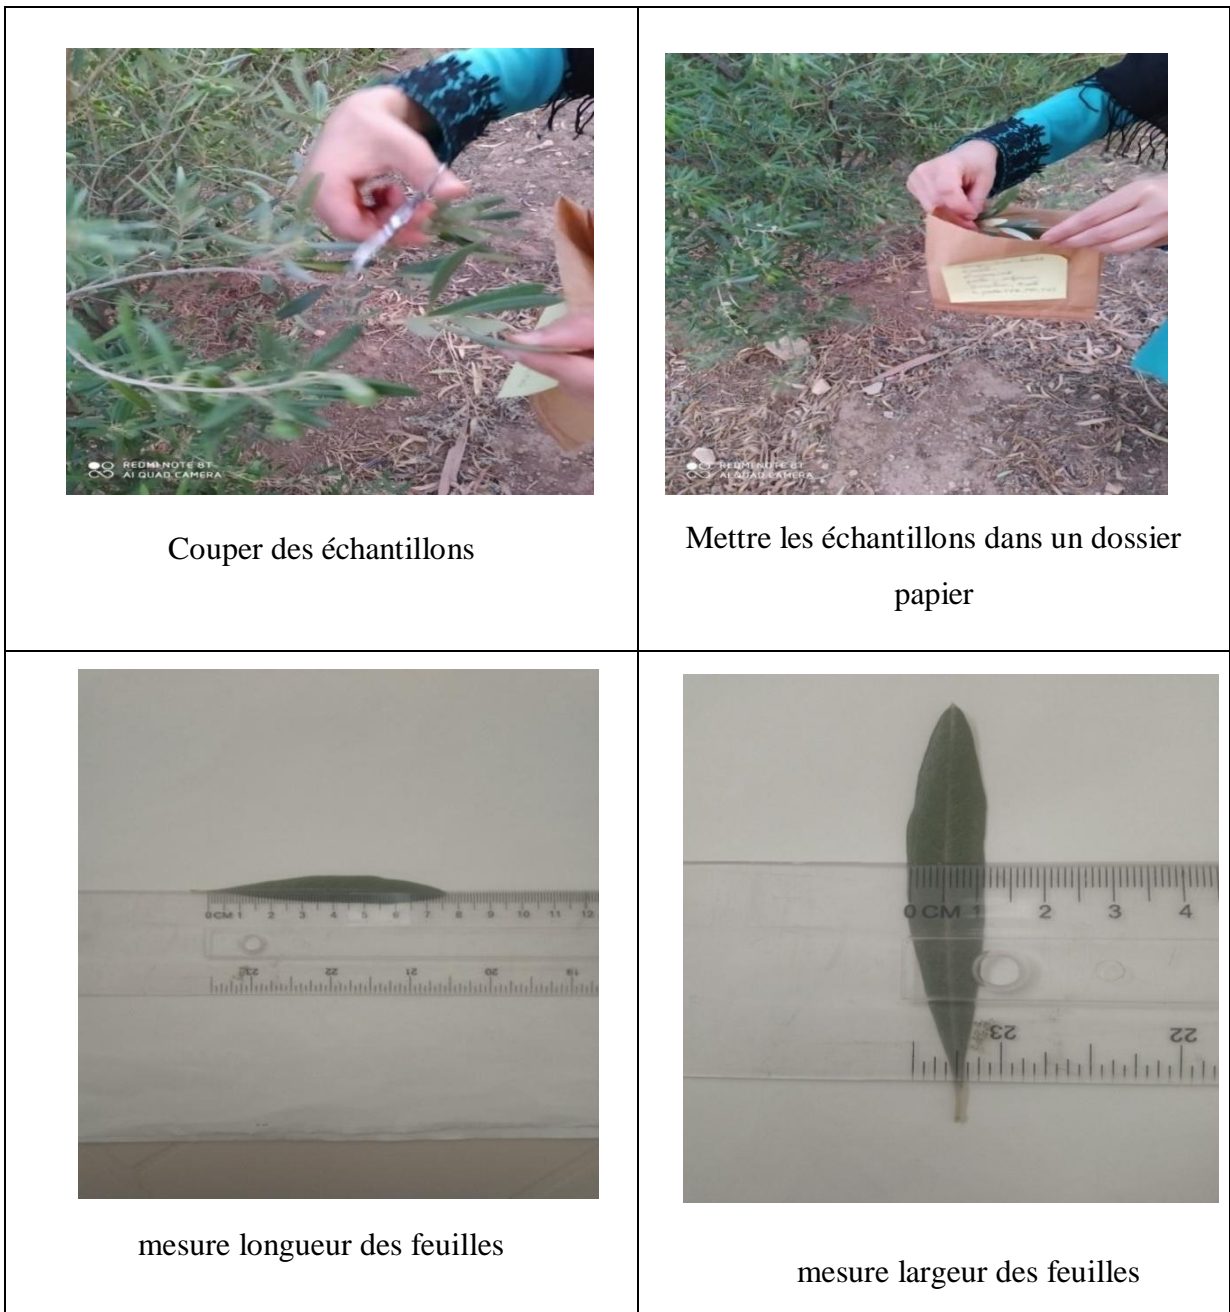 REDMI NOTE 8T
AI QUAD CAMERA
REDMI NOTE 8T
AI QUAD CAMERA
Couper des échantillons
Mettre les échantillons dans un dossier
papier
0 CM 1 2 3 4 5 6 7 8 9 10 11 12
23 22 21 20 19
0 CM 1 2 3 4
23 22
mesure longueur des feuilles
mesure largeur des feuilles